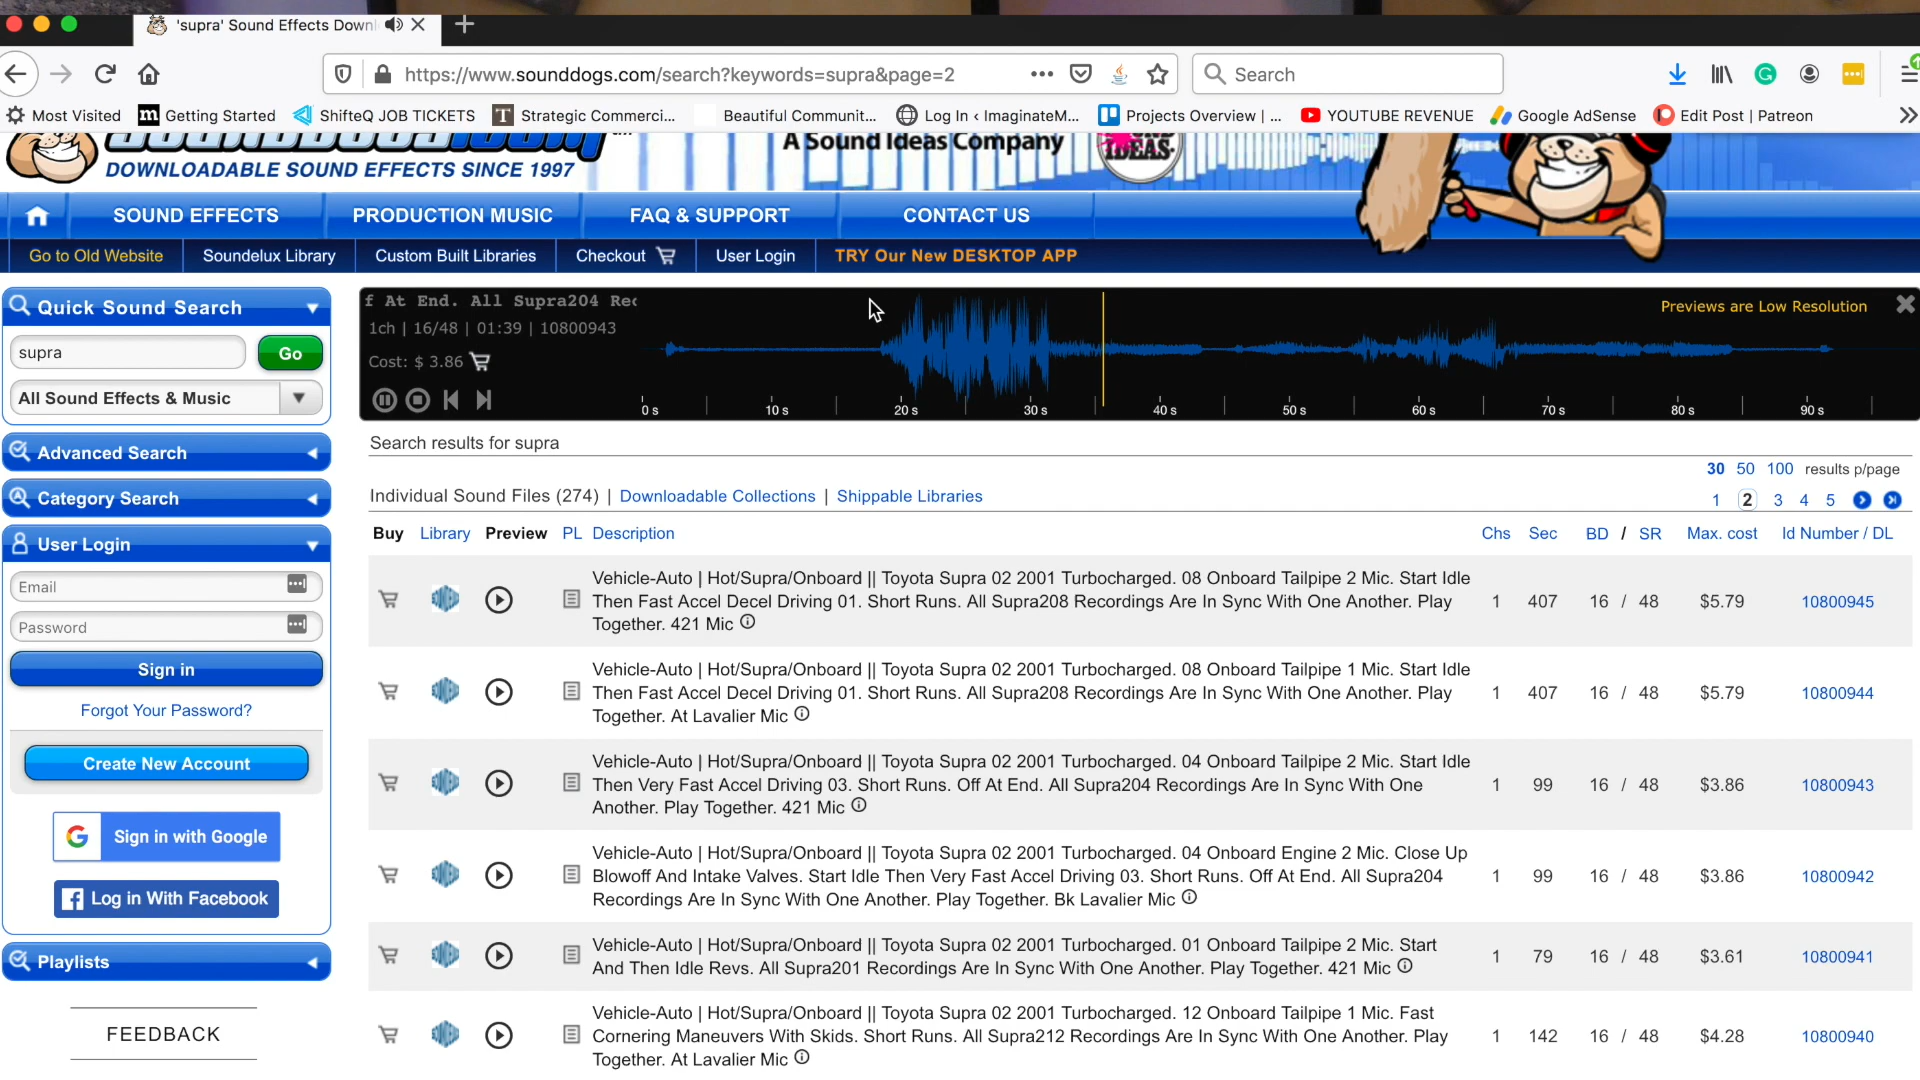 'supra' Sound Effects Downl
https://www.sounddogs.com/search?keywords=supra&page=2
Search
Most Visited
Getting Started
ShifteQ JOB TICKETS
Strategic Commerci...
Beautiful Communit...
Log In ‹ ImaginateM...
Projects Overview | ...
YOUTUBE REVENUE
Google AdSense
Edit Post | Patreon
DOWNLOADABLE SOUND EFFECTS SINCE 1997
A Sound Ideas Company
IDEAS
SOUND EFFECTS
PRODUCTION MUSIC
FAQ & SUPPORT
CONTACT US
Go to Old Website
Soundelux Library
Custom Built Libraries
Checkout
User Login
TRY Our New DESKTOP APP
Quick Sound Search
supra
Go
All Sound Effects & Music
Advanced Search
Category Search
User Login
Email
Password
Sign in
Forgot Your Password?
Create New Account
Sign in with Google
Log in With Facebook
Playlists
FEEDBACK
f At End. All Supra204 Rec
1ch | 16/48 | 01:39 | 10800943
Cost: $ 3.86
Previews are Low Resolution
0 s 10 s 20 s 30 s 40 s 50 s 60 s 70 s 80 s 90 s
Search results for supra
30 50 100 results p/page
Individual Sound Files (274) | Downloadable Collections | Shippable Libraries
1 2 3 4 5
Buy Library Preview PL Description Chs Sec BD / SR Max. cost Id Number / DL
Vehicle-Auto | Hot/Supra/Onboard || Toyota Supra 02 2001 Turbocharged. 08 Onboard Tailpipe 2 Mic. Start Idle
Then Fast Accel Decel Driving 01. Short Runs. All Supra208 Recordings Are In Sync With One Another. Play
Together. 421 Mic
1 407 16 / 48 $5.79 10800945
Vehicle-Auto | Hot/Supra/Onboard || Toyota Supra 02 2001 Turbocharged. 08 Onboard Tailpipe 1 Mic. Start Idle
Then Fast Accel Decel Driving 01. Short Runs. All Supra208 Recordings Are In Sync With One Another. Play
Together. At Lavalier Mic
1 407 16 / 48 $5.79 10800944
Vehicle-Auto | Hot/Supra/Onboard || Toyota Supra 02 2001 Turbocharged. 04 Onboard Tailpipe 2 Mic. Start Idle
Then Very Fast Accel Driving 03. Short Runs. Off At End. All Supra204 Recordings Are In Sync With One
Another. Play Together. 421 Mic
1 99 16 / 48 $3.86 10800943
Vehicle-Auto | Hot/Supra/Onboard || Toyota Supra 02 2001 Turbocharged. 04 Onboard Engine 2 Mic. Close Up
Blowoff And Intake Valves. Start Idle Then Very Fast Accel Driving 03. Short Runs. Off At End. All Supra204
Recordings Are In Sync With One Another. Play Together. Bk Lavalier Mic
1 99 16 / 48 $3.86 10800942
Vehicle-Auto | Hot/Supra/Onboard || Toyota Supra 02 2001 Turbocharged. 01 Onboard Tailpipe 2 Mic. Start
And Then Idle Revs. All Supra201 Recordings Are In Sync With One Another. Play Together. 421 Mic
1 79 16 / 48 $3.61 10800941
Vehicle-Auto | Hot/Supra/Onboard || Toyota Supra 02 2001 Turbocharged. 12 Onboard Tailpipe 1 Mic. Fast
Cornering Maneuvers With Skids. Short Runs. All Supra212 Recordings Are In Sync With One Another. Play
Together. At Lavalier Mic
1 142 16 / 48 $4.28 10800940